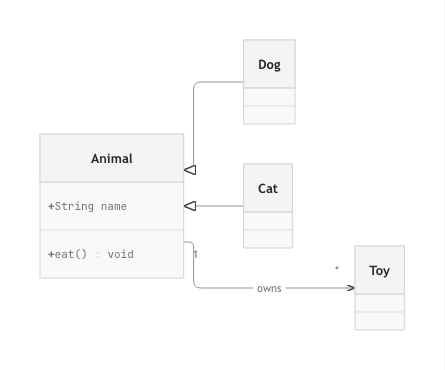 Dog
Animal
+String name
+eat() : void
Cat
1
*
Toy
owns